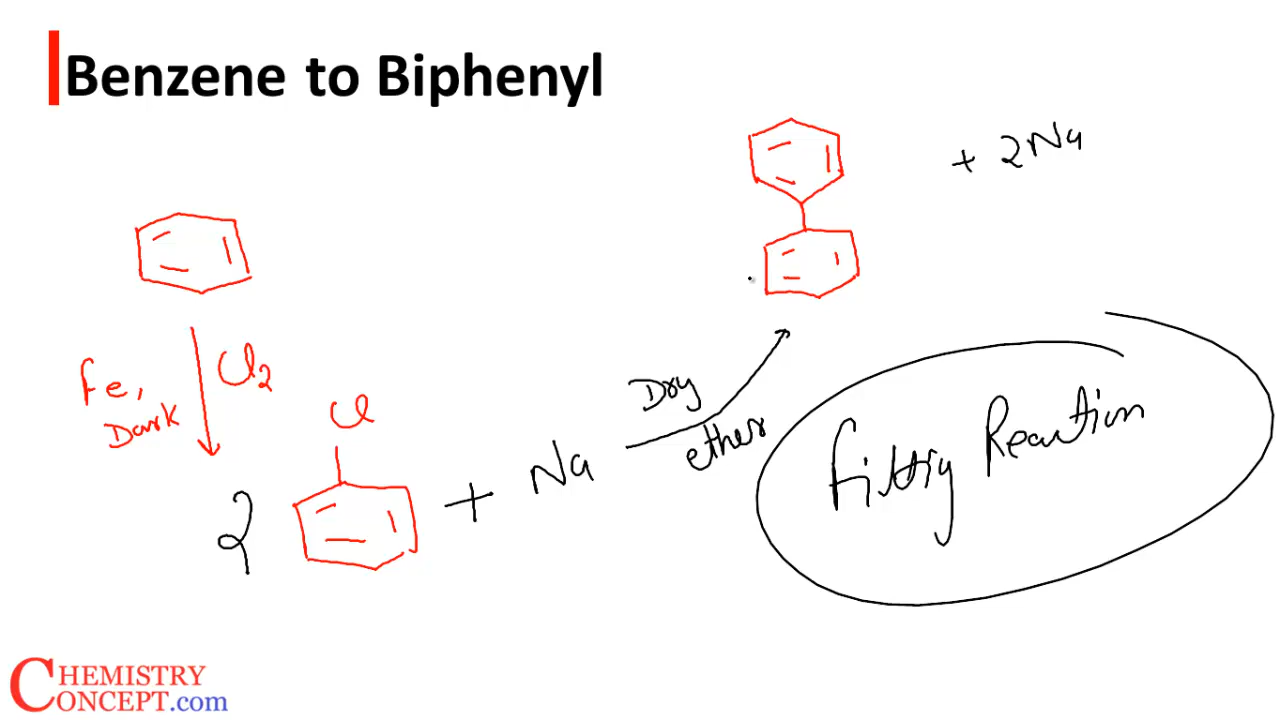 Benzene to Biphenyl
+ 2Na
Fe,
Dark
Cl2
Cl
2
+ Na
Dry
ether
Fittig Reaction
CHEMISTRY
CONCEPT.com